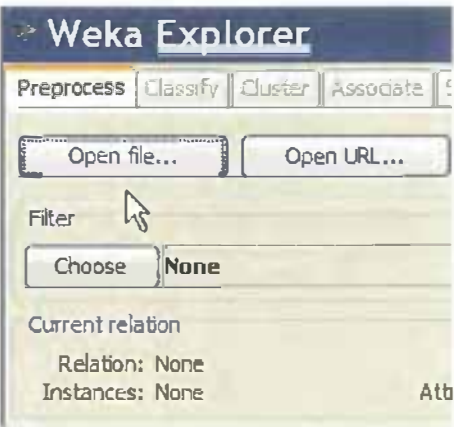 Weka Explorer
Preprocess Classify Cluster Associate
Open file... Open URL...
Filter
Choose None
Current relation
Relation: None
Instances: None